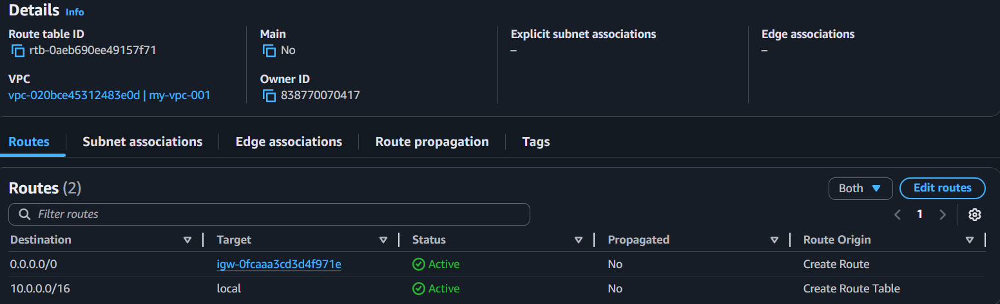 Details Info
Route table ID Main Explicit subnet associations Edge associations
rtb-0aeb690ee49157f71 No – –
VPC Owner ID
vpc-020bce45312483e0d | my-vpc-001 838770070417
Routes Subnet associations Edge associations Route propagation Tags
Routes (2) Both Edit routes
Filter routes 1
Destination Target Status Propagated Route Origin
0.0.0.0/0 igw-0fcaaa3cd3d4f971e Active No Create Route
10.0.0.0/16 local Active No Create Route Table